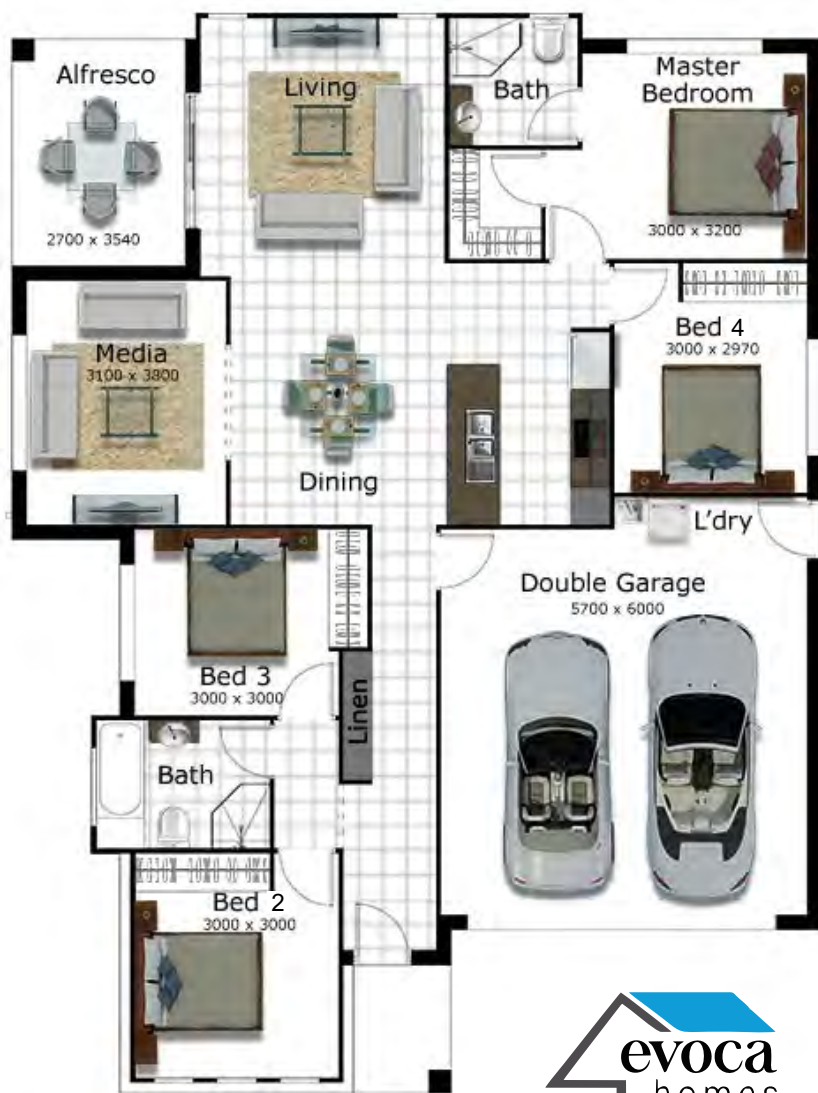 Alfresco
2700 x 3540
Living
Bath
Master
Bedroom
3000 x 3200
Media
3100 x 3800
Dining
Bed 4
3000 x 2970
L'dry
Double Garage
5700 x 6000
Bed 3
3000 x 3000
Linen
Bath
Bed 2
3000 x 3000
evoca
homes